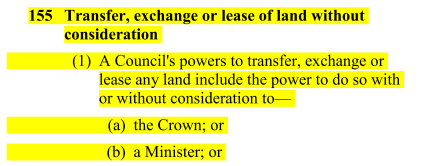 155 Transfer, exchange or lease of land without
consideration
(1) A Council's powers to transfer, exchange or
lease any land include the power to do so with
or without consideration to—
(a) the Crown; or
(b) a Minister; or